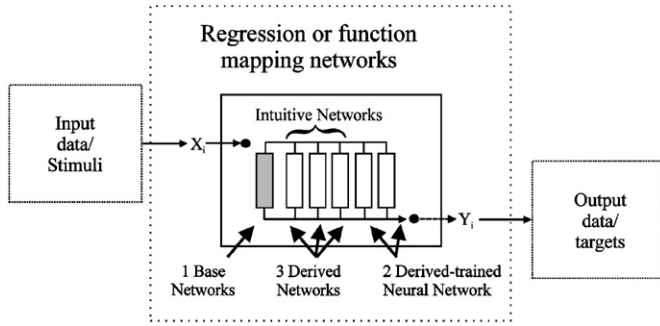 Regression or function
mapping networks
Intuitive Networks
Input
data/
Stimuli
Xi
Yi
Output
data/
targets
1 Base
Networks
3 Derived
Networks
2 Derived-trained
Neural Network